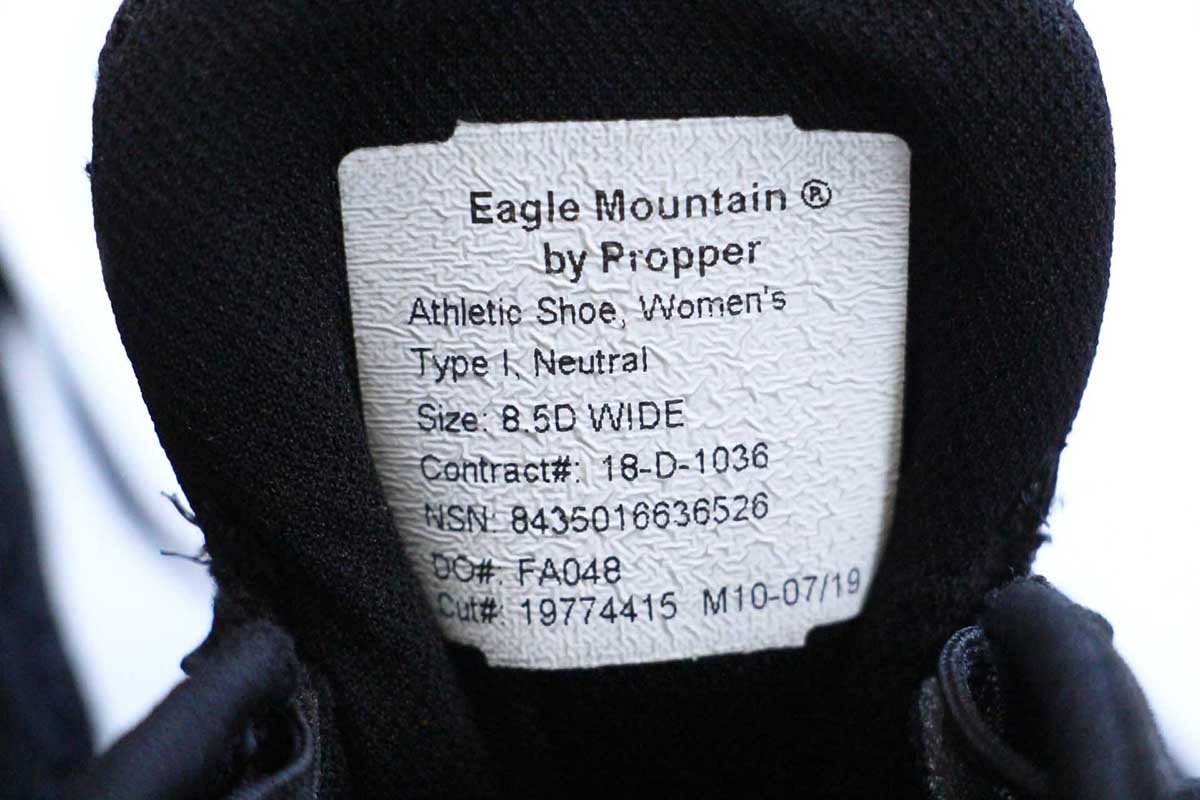 Eagle Mountain ®
by Propper
Athletic Shoe, Women's
Type I, Neutral
Size: 8.5D WIDE
Contract#: 18-D-1036
NSN: 8435016636526
DO#: FA048
Cut#: 19774415 M10-07/19